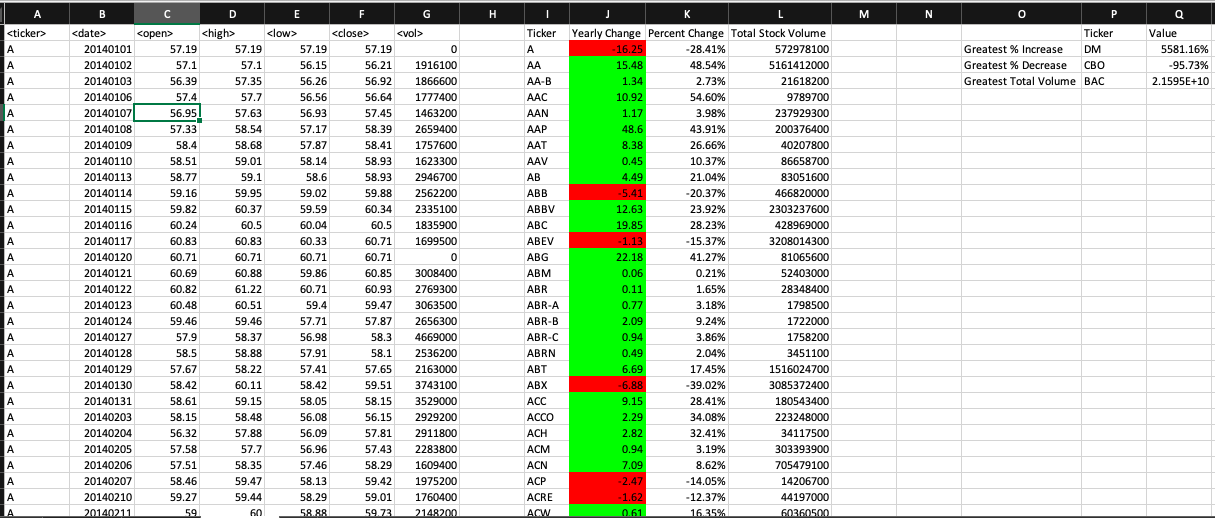 A B C D E F G H I J K L M N O P Q
<ticker> <date> <open> <high> <low> <close> <vol> Ticker Yearly Change Percent Change Total Stock Volume Ticker Value
A 20140101 57.19 57.19 57.19 57.19 0 A -16.25 -28.41% 572978100 Greatest % Increase DM 5581.16%
A 20140102 57.1 57.1 56.15 56.21 1916100 AA 15.48 48.54% 5161412000 Greatest % Decrease CBO -95.73%
A 20140103 56.39 57.35 56.26 56.92 1866600 AA-B 1.34 2.73% 21618200 Greatest Total Volume BAC 2.1595E+10
A 20140106 57.4 57.7 56.56 56.64 1777400 AAC 10.92 54.60% 9789700
A 20140107 56.95 57.63 56.93 57.45 1463200 AAN 1.17 3.98% 237929300
A 20140108 57.33 58.54 57.17 58.39 2659400 AAP 48.6 43.91% 200376400
A 20140109 58.4 58.68 57.87 58.41 1757600 AAT 8.38 26.66% 40207800
A 20140110 58.51 59.01 58.14 58.93 1623300 AAV 0.45 10.37% 86658700
A 20140113 58.77 59.1 58.6 58.93 2946700 AB 4.49 21.04% 83051600
A 20140114 59.16 59.95 59.02 59.88 2562200 ABB -5.41 -20.37% 466820000
A 20140115 59.82 60.37 59.59 60.34 2335100 ABBV 12.63 23.92% 2303237600
A 20140116 60.24 60.5 60.04 60.5 1835900 ABC 19.85 28.23% 428969000
A 20140117 60.83 60.83 60.33 60.71 1699500 ABEV -1.13 -15.37% 3208014300
A 20140120 60.71 60.71 60.71 60.71 0 ABG 22.18 41.27% 81065600
A 20140121 60.69 60.88 59.86 60.85 3008400 ABM 0.06 0.21% 52403000
A 20140122 60.82 61.22 60.71 60.93 2769300 ABR 0.11 1.65% 28348400
A 20140123 60.48 60.51 59.4 59.47 3063500 ABR-A 0.77 3.18% 1798500
A 20140124 59.46 59.46 57.71 57.87 2656300 ABR-B 2.09 9.24% 1722000
A 20140127 57.9 58.37 56.98 58.3 4669000 ABR-C 0.94 3.86% 1758200
A 20140128 58.5 58.88 57.91 58.1 2536200 ABRN 0.49 2.04% 3451100
A 20140129 57.67 58.22 57.41 57.65 2163000 ABT 6.69 17.45% 1516024700
A 20140130 58.42 60.11 58.42 59.51 3743100 ABX -6.88 -39.02% 3085372400
A 20140131 58.61 59.15 58.05 58.15 3529000 ACC 9.15 28.41% 180543400
A 20140203 58.15 58.48 56.08 56.15 2929200 ACCO 2.29 34.08% 223248000
A 20140204 56.32 57.88 56.09 57.81 2911800 ACH 2.82 32.41% 34117500
A 20140205 57.58 57.7 56.96 57.43 2283800 ACM 0.94 3.19% 303393900
A 20140206 57.51 58.35 57.46 58.29 1609400 ACN 7.09 8.62% 705479100
A 20140207 58.46 59.47 58.13 59.42 1975200 ACP -2.47 -14.05% 14206700
A 20140210 59.27 59.44 58.29 59.01 1760400 ACRE -1.62 -12.37% 44197000
A 20140211 59 60 58.88 59.73 2148200 ACW 0.61 16.35% 60360500